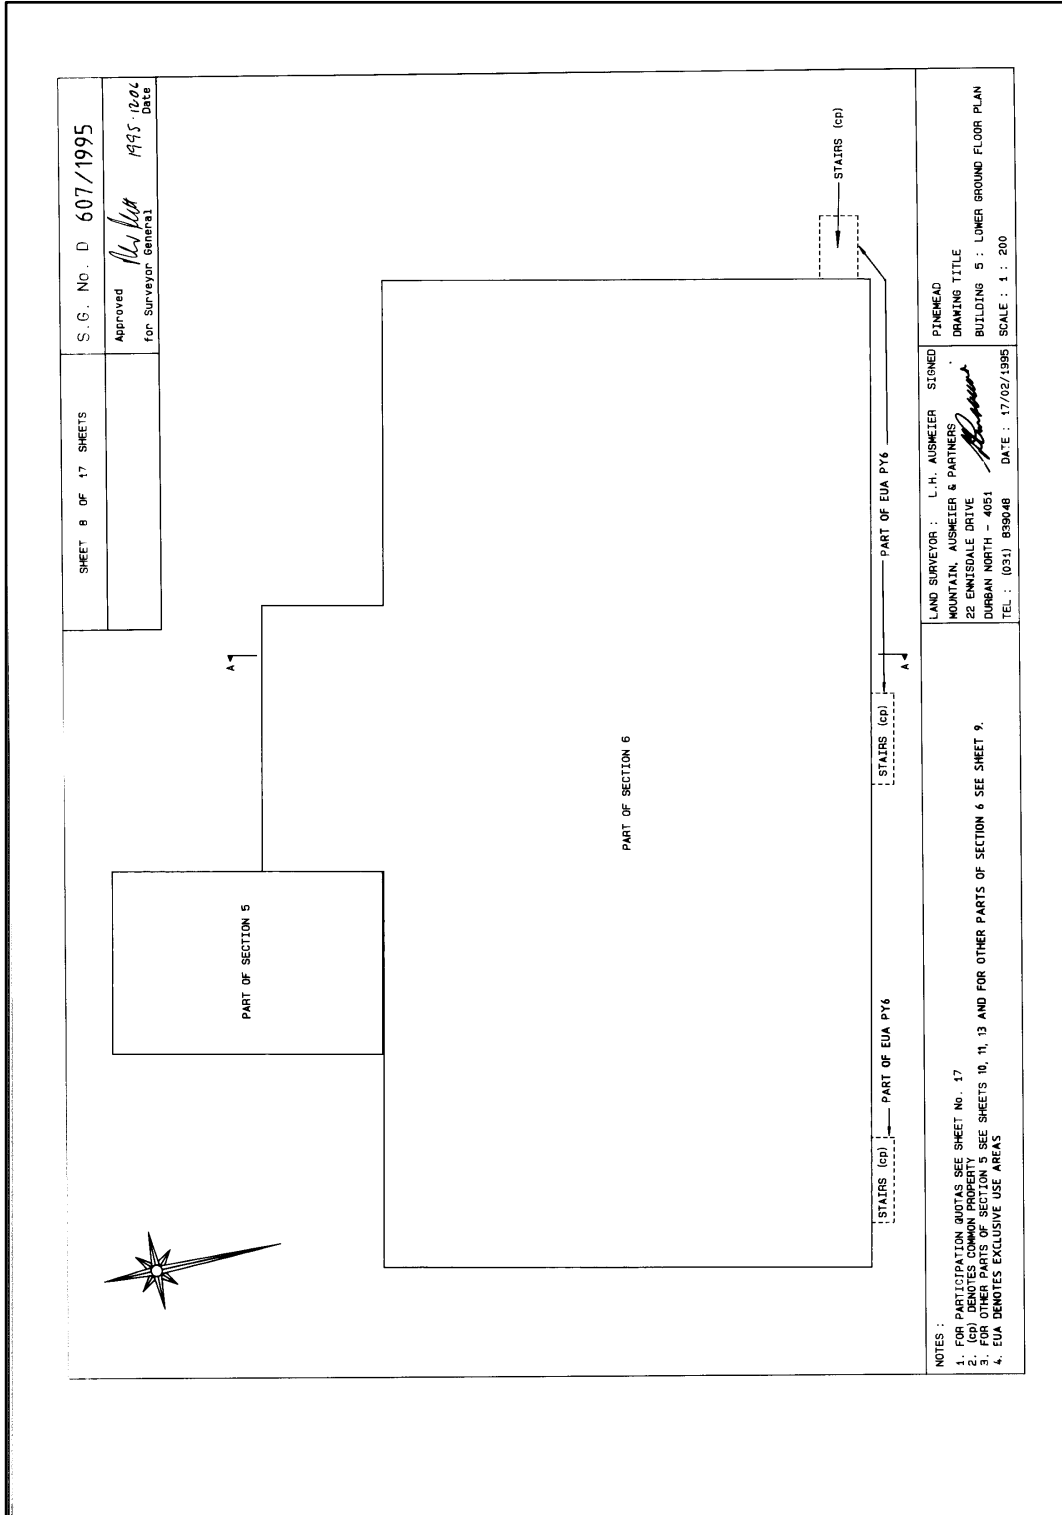 SHEET 8 OF 17 SHEETS
S.G. No. D 607/1995
Approved
1995-12-06
for Surveyor General
Date
A
PART OF SECTION 5
PART OF SECTION 6
STAIRS (cp)
PART OF EUA PY6
STAIRS (cp)
PART OF EUA PY6
STAIRS (cp)
A
NOTES :
1. FOR PARTICIPATION QUOTAS SEE SHEET No. 17
2. (cp) DENOTES COMMON PROPERTY
3. FOR OTHER PARTS OF SECTION 5 SEE SHEETS 10, 11, 13 AND FOR OTHER PARTS OF SECTION 6 SEE SHEET 9.
4. EUA DENOTES EXCLUSIVE USE AREAS
LAND SURVEYOR : L.H. AUSMEIER SIGNED
MOUNTAIN, AUSMEIER & PARTNERS
22 ENNISDALE DRIVE
DURBAN NORTH - 4051
TEL : (031) 839048 DATE : 17/02/1995
PINEMEAD
DRAWING TITLE
BUILDING 5 : LOWER GROUND FLOOR PLAN
SCALE : 1 : 200